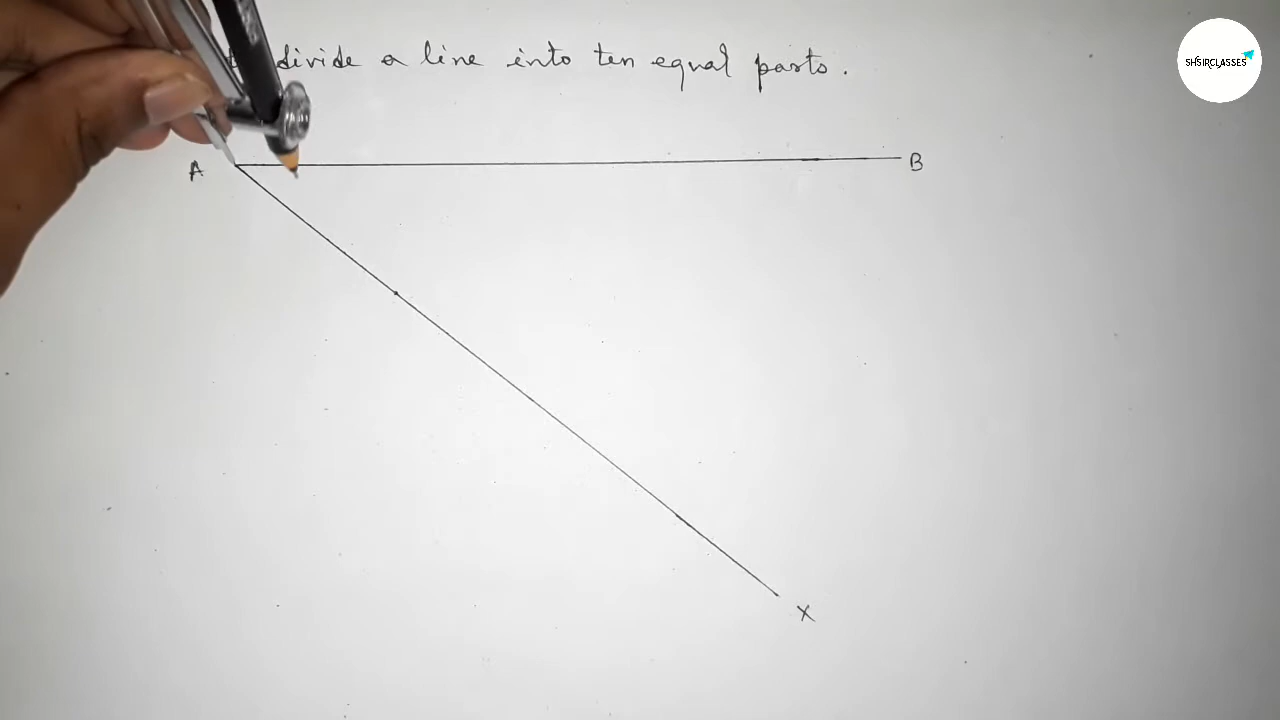 divide a line into ten equal parts.
SHSIRCLASSES
A
B
X